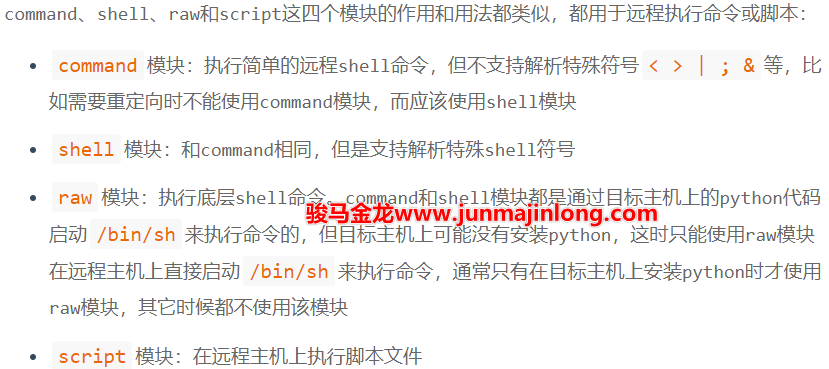 command、shell、raw和script这四个模块的作用和用法都类似，都用于远程执行命令或脚本：
• command 模块：执行简单的远程shell命令，但不支持解析特殊符号 < > | ; & 等，比
如需要重定向时不能使用command模块，而应该使用shell模块
• shell 模块：和command相同，但是支持解析特殊shell符号
• raw 模块：执行底层shell命令。command和shell模块都是通过目标主机上的python代码
骏马金龙www.junmajinlong.com
启动 /bin/sh 来执行命令的，但目标主机上可能没有安装python，这时只能使用raw模块
在远程主机上直接启动 /bin/sh 来执行命令，通常只有在目标主机上安装python时才使用
raw模块，其它时候都不使用该模块
• script 模块：在远程主机上执行脚本文件